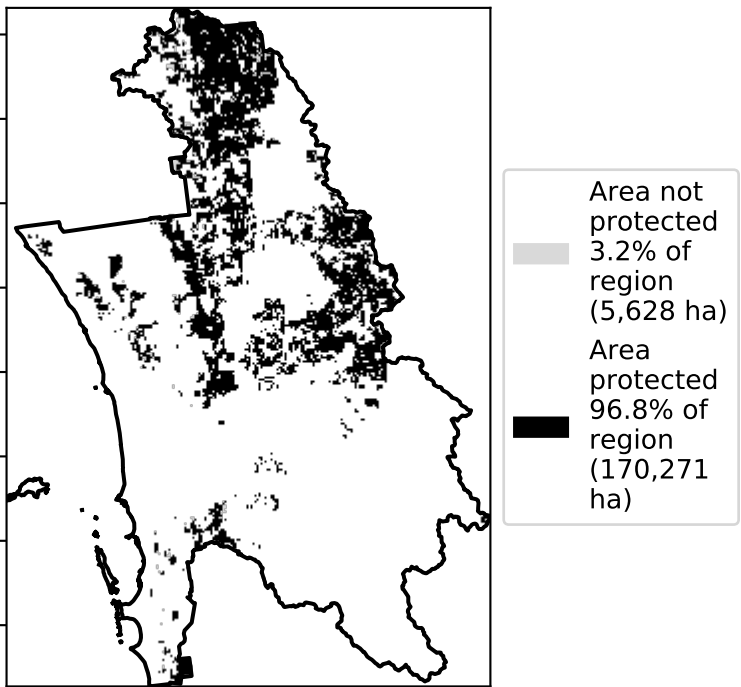 Area not
protected
3.2% of
region
(5,628 ha)
Area
protected
96.8% of
region
(170,271
ha)